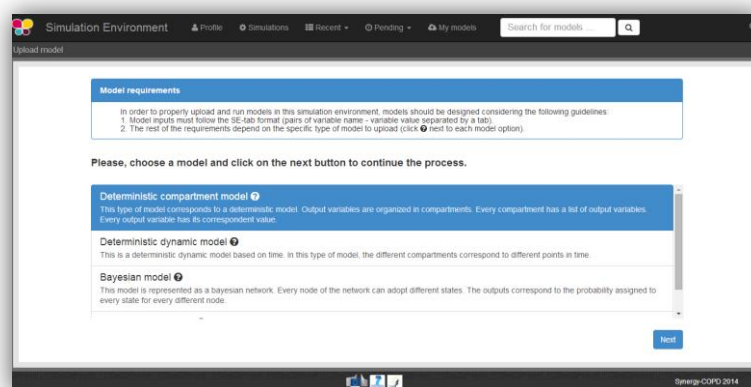 Simulation Environment Profile Simulations Recent Pending My models Search for models ....
Upload model
Model requirements
In order to properly upload and run models in this simulation environment, models should be designed considering the following guidelines:
1. Model inputs must follow the SE-tab format (pairs of variable name - variable value separated by a tab).
2. The rest of the requirements depend on the specific type of model to upload (click ? next to each model option).
Please, choose a model and click on the next button to continue the process.
Deterministic compartment model ?
This type of model corresponds to a deterministic model. Output variables are organized in compartments. Every compartment has a list of output variables.
Every output variable has its correspondent value.
Deterministic dynamic model ?
This is a deterministic dynamic model based on time. In this type of model, the different compartments correspond to different points in time.
Bayesian model ?
This model is represented as a bayesian network. Every node of the network can adopt different states. The outputs correspond to the probability assigned to
every state for every different node.
Next
Synergy-COPD 2014